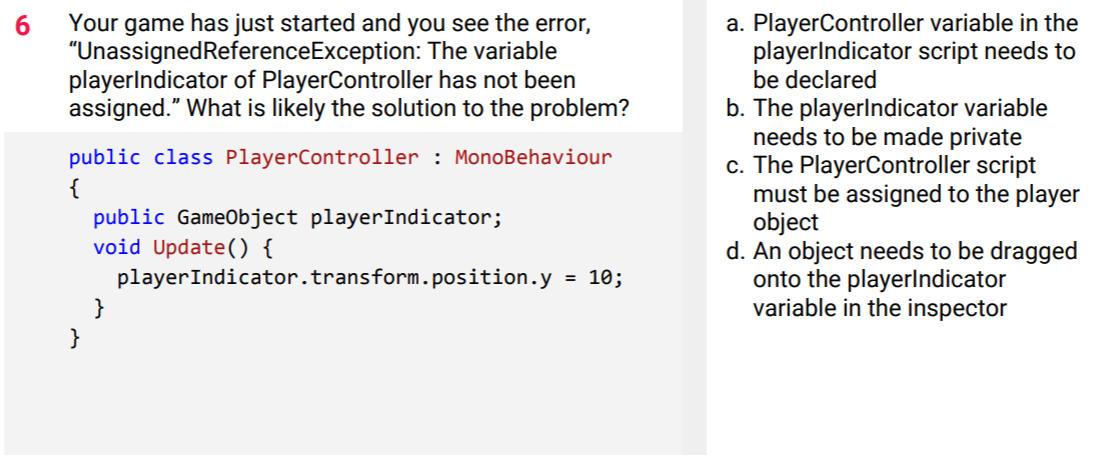 6 Your game has just started and you see the error,
“UnassignedReferenceException: The variable
playerIndicator of PlayerController has not been
assigned.” What is likely the solution to the problem?
public class PlayerController : MonoBehaviour
{
  public GameObject playerIndicator;
  void Update() {
    playerIndicator.transform.position.y = 10;
  }
}
a. PlayerController variable in the
playerIndicator script needs to
be declared
b. The playerIndicator variable
needs to be made private
c. The PlayerController script
must be assigned to the player
object
d. An object needs to be dragged
onto the playerIndicator
variable in the inspector